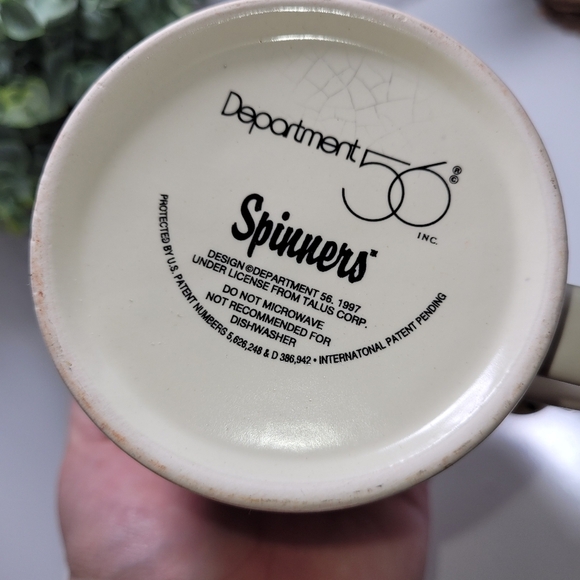 Department 56 ® ©
INC.
Spinners™
DESIGN ©DEPARTMENT 56, 1997
UNDER LICENSE FROM TALUS CORP.
DO NOT MICROWAVE
NOT RECOMMENDED FOR
DISHWASHER
PROTECTED BY U.S. PATENT NUMBERS 5,626,248 & D 386,942 • INTERNATONAL PATENT PENDING